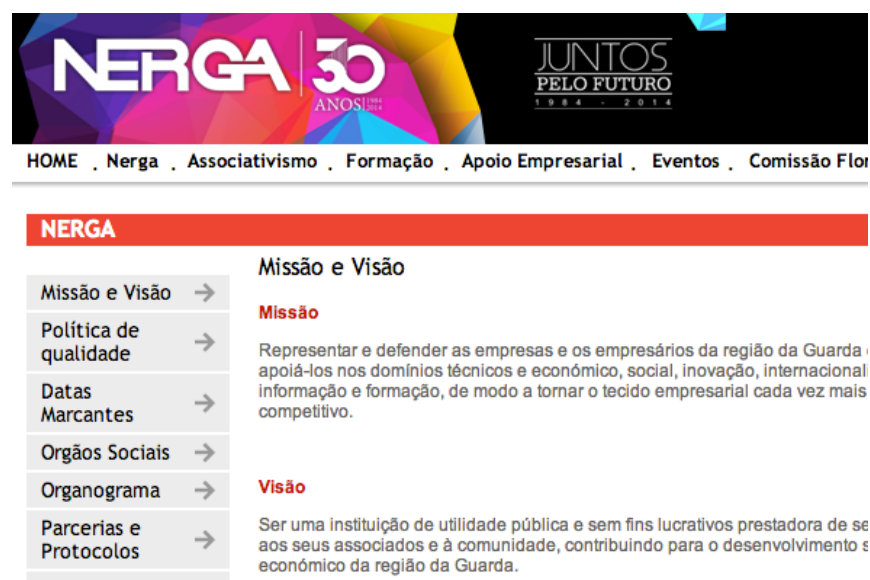 NERGA 30
ANOS 1984
2014
JUNTOS
PELO FUTURO
1984 - 2014
HOME . Nerga . Associativismo . Formação . Apoio Empresarial . Eventos . Comissão Flor
NERGA
Missão e Visão
Política de
qualidade
Datas
Marcantes
Orgãos Sociais
Organograma
Parcerias e
Protocolos
Missão e Visão
Missão
Representar e defender as empresas e os empresários da região da Guarda
apoiá-los nos domínios técnicos e económico, social, inovação, internacionali
informação e formação, de modo a tornar o tecido empresarial cada vez mais
competitivo.
Visão
Ser uma instituição de utilidade pública e sem fins lucrativos prestadora de se
aos seus associados e à comunidade, contribuindo para o desenvolvimento s
económico da região da Guarda.